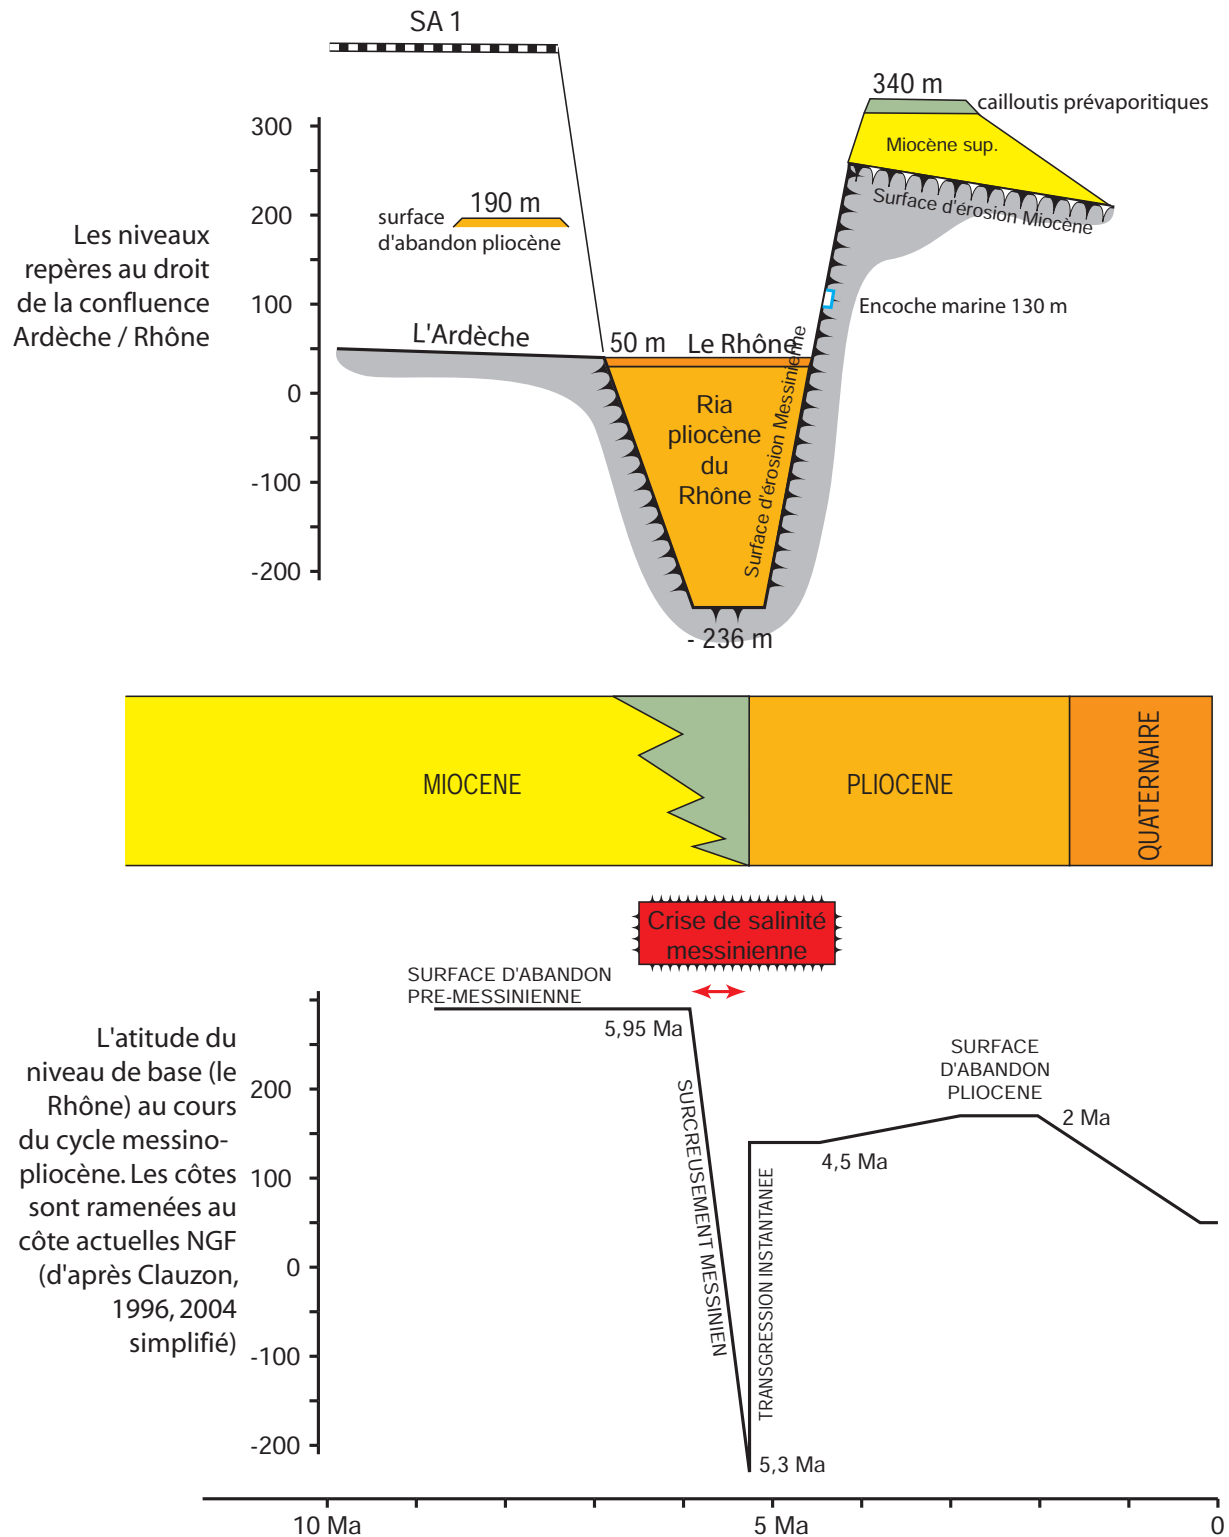 SA 1
340 m
cailloutis prévaporitiques
Miocène sup.
Surface d'érosion Miocène
300
200
100
0
-100
-200
190 m
surface
d'abandon pliocène
Les niveaux
repères au droit
de la confluence
Ardèche / Rhône
L'Ardèche
50 m
Le Rhône
Encoche marine 130 m
Surface d'érosion Messinienne
Ria
pliocène
du
Rhône
- 236 m
MIOCENE
PLIOCENE
QUATERNAIRE
Crise de salinité
messinienne
SURFACE D'ABANDON
PRE-MESSINIENNE
5,95 Ma
SURCREUSEMENT MESSINIEN
TRANSGRESSION INSTANTANEE
5,3 Ma
4,5 Ma
SURFACE
D'ABANDON
PLIOCENE
2 Ma
L'atitude du
niveau de base (le
Rhône) au cours
du cycle messino-
pliocène. Les côtes
sont ramenées au
côte actuelles NGF
(d'après Clauzon,
1996, 2004
simplifié)
200
100
0
-100
-200
10 Ma
5 Ma
0